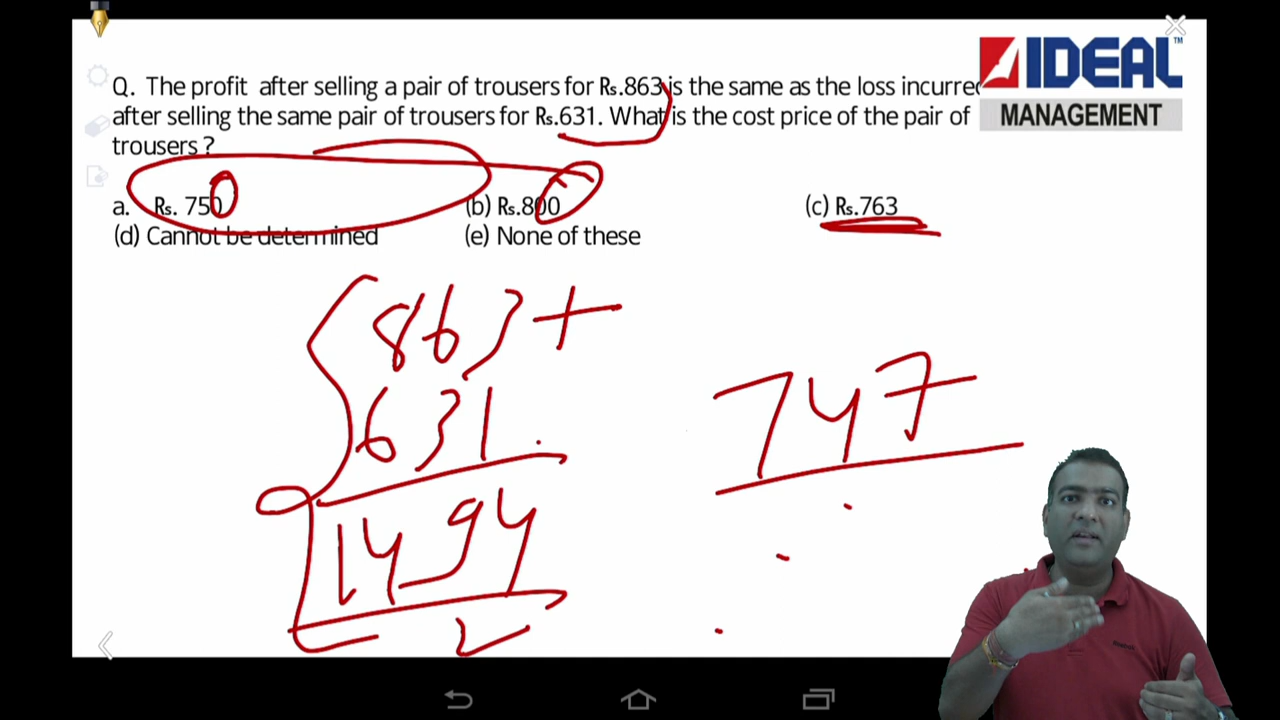 IDEAL™
MANAGEMENT
Q. The profit after selling a pair of trousers for Rs.863 is the same as the loss incurred
after selling the same pair of trousers for Rs.631. What is the cost price of the pair of
trousers ?
a. Rs. 750 (b) Rs.800 (c) Rs.763
(d) Cannot be determined (e) None of these
863 +
631
1494
2
747